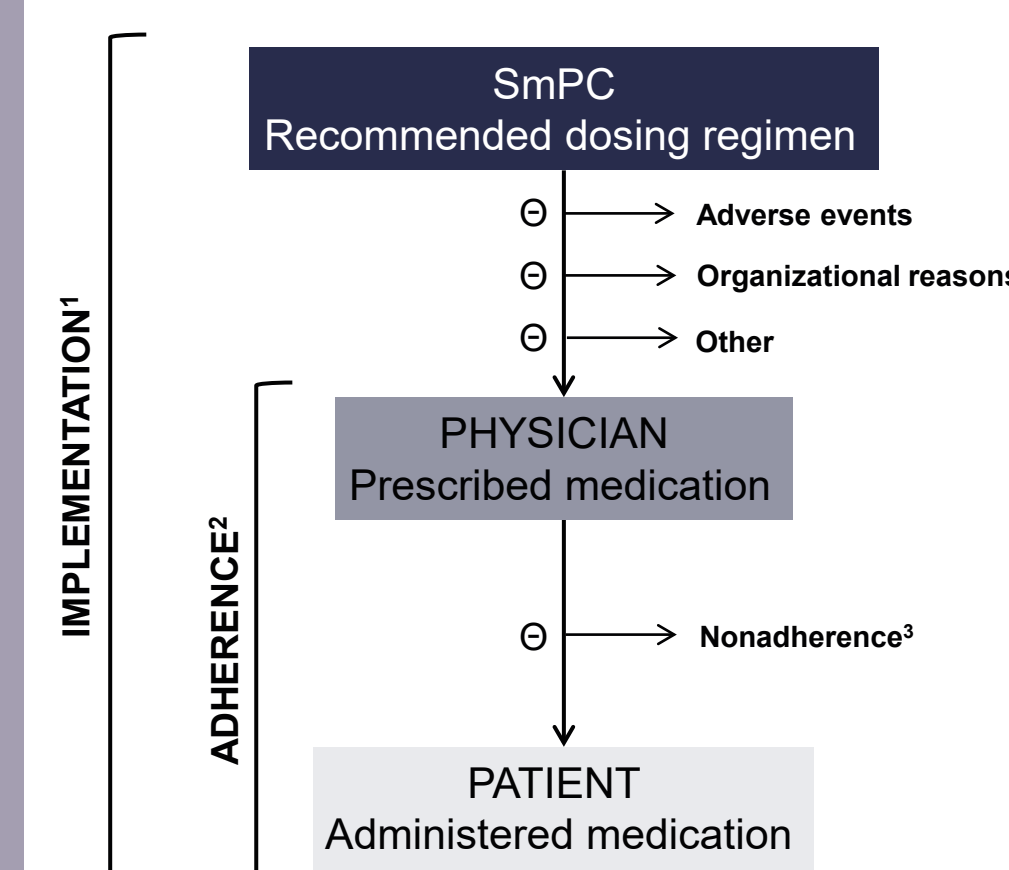 SmPC
Recommended dosing regimen
Θ
Adverse events
Θ
Organizational reasons
Θ
Other
IMPLEMENTATION¹
PHYSICIAN
Prescribed medication
ADHERENCE²
Θ
Nonadherence³
PATIENT
Administered medication